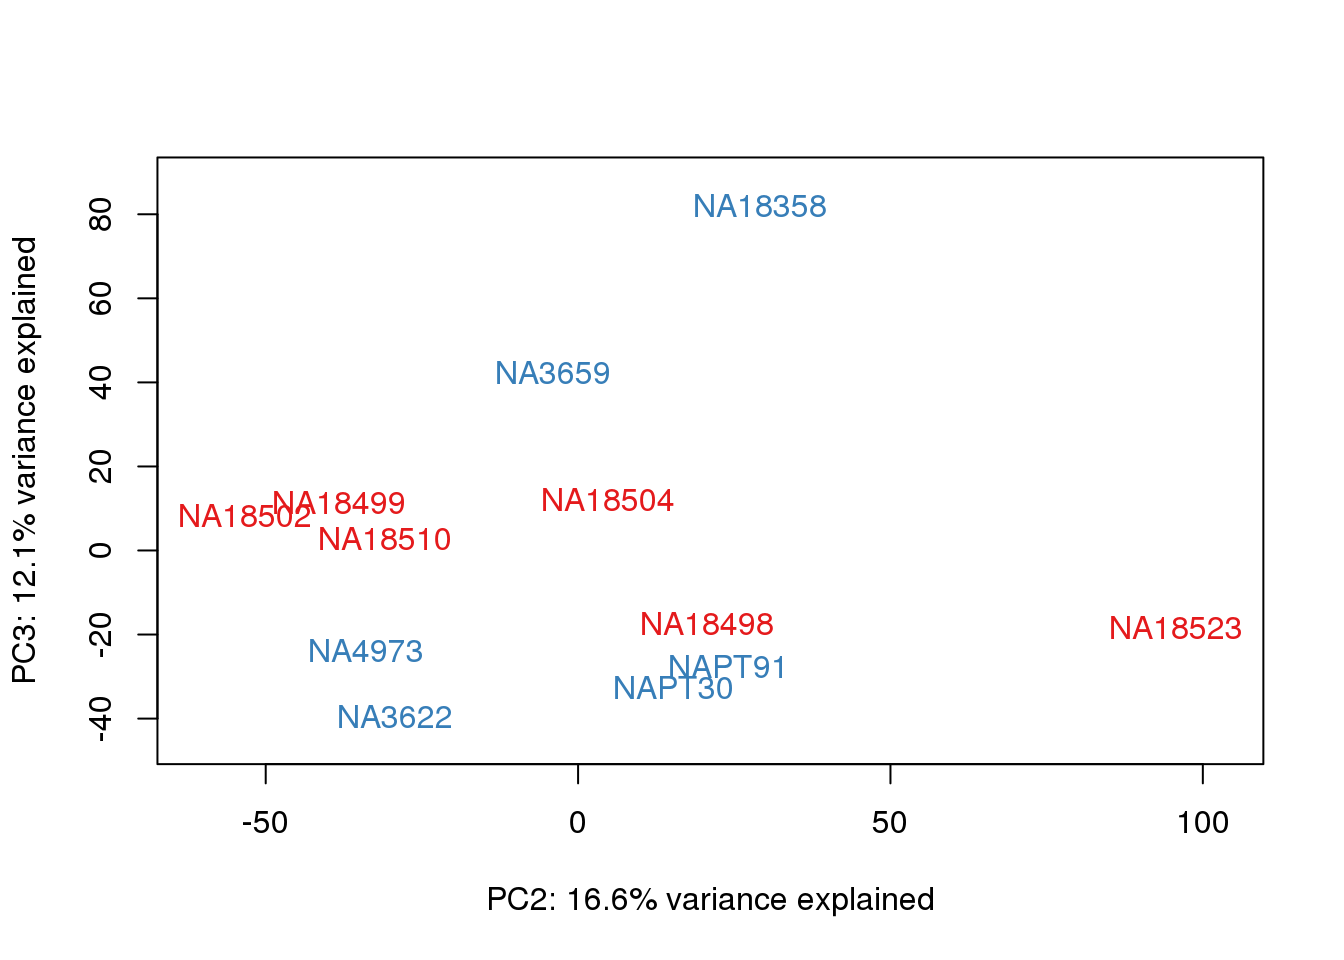 NA18358
NA3659
NA18499
NA18504
NA18502
NA18510
NA18498
NA18523
NA4973
NAPT91
NAPT30
NA3622
80
60
40
20
0
-20
-40
PC3: 12.1% variance explained
-50
0
50
100
PC2: 16.6% variance explained